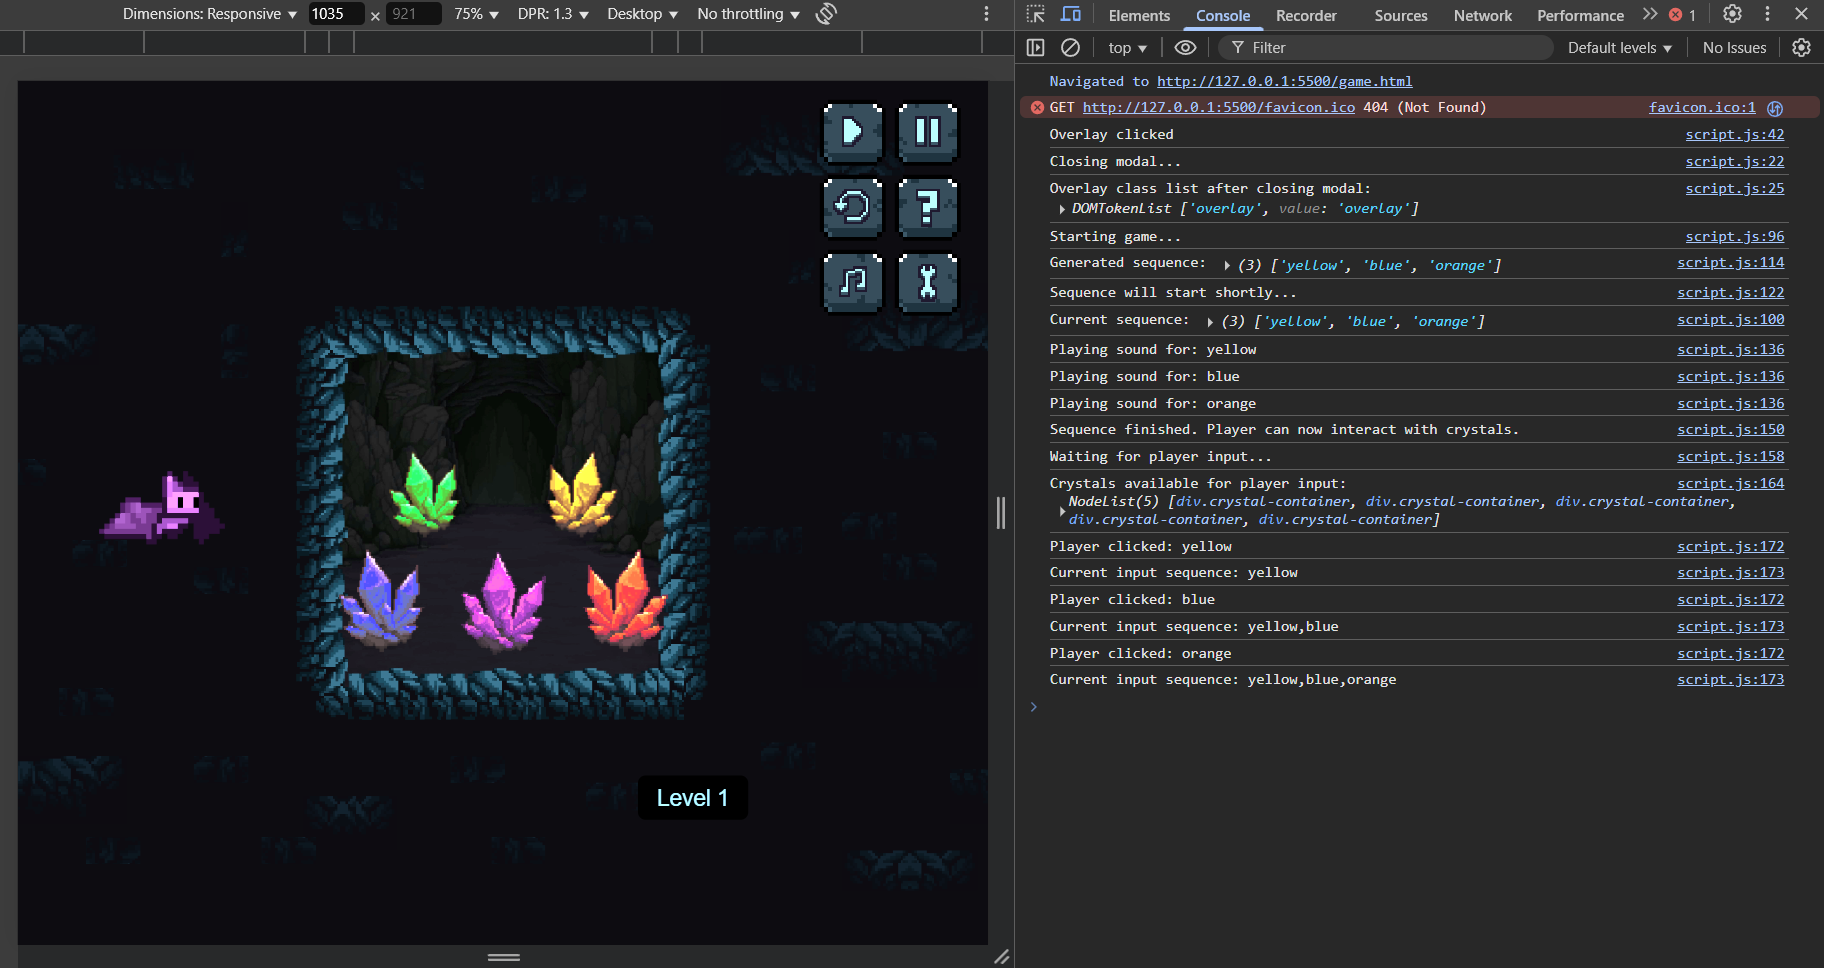 Dimensions: Responsive ▼ 1035 × 921 75% ▼ DPR: 1.3 ▼ Desktop ▼ No throttling ▼
Elements Console Recorder Sources Network Performance 1
top ▼ Filter Default levels ▼ No Issues
Navigated to http://127.0.0.1:5500/game.html
GET http://127.0.0.1:5500/favicon.ico 404 (Not Found) favicon.ico:1
Overlay clicked script.js:42
Closing modal... script.js:22
Overlay class list after closing modal: script.js:25
DOMTokenList ['overlay', value: 'overlay']
Starting game... script.js:96
Generated sequence: (3) ['yellow', 'blue', 'orange'] script.js:114
Sequence will start shortly... script.js:122
Current sequence: (3) ['yellow', 'blue', 'orange'] script.js:100
Playing sound for: yellow script.js:136
Playing sound for: blue script.js:136
Playing sound for: orange script.js:136
Sequence finished. Player can now interact with crystals. script.js:150
Waiting for player input... script.js:158
Crystals available for player input: script.js:164
NodeList(5) [div.crystal-container, div.crystal-container, div.crystal-container,
div.crystal-container, div.crystal-container]
Player clicked: yellow script.js:172
Current input sequence: yellow script.js:173
Player clicked: blue script.js:172
Current input sequence: yellow,blue script.js:173
Player clicked: orange script.js:172
Current input sequence: yellow,blue,orange script.js:173
?
Level 1